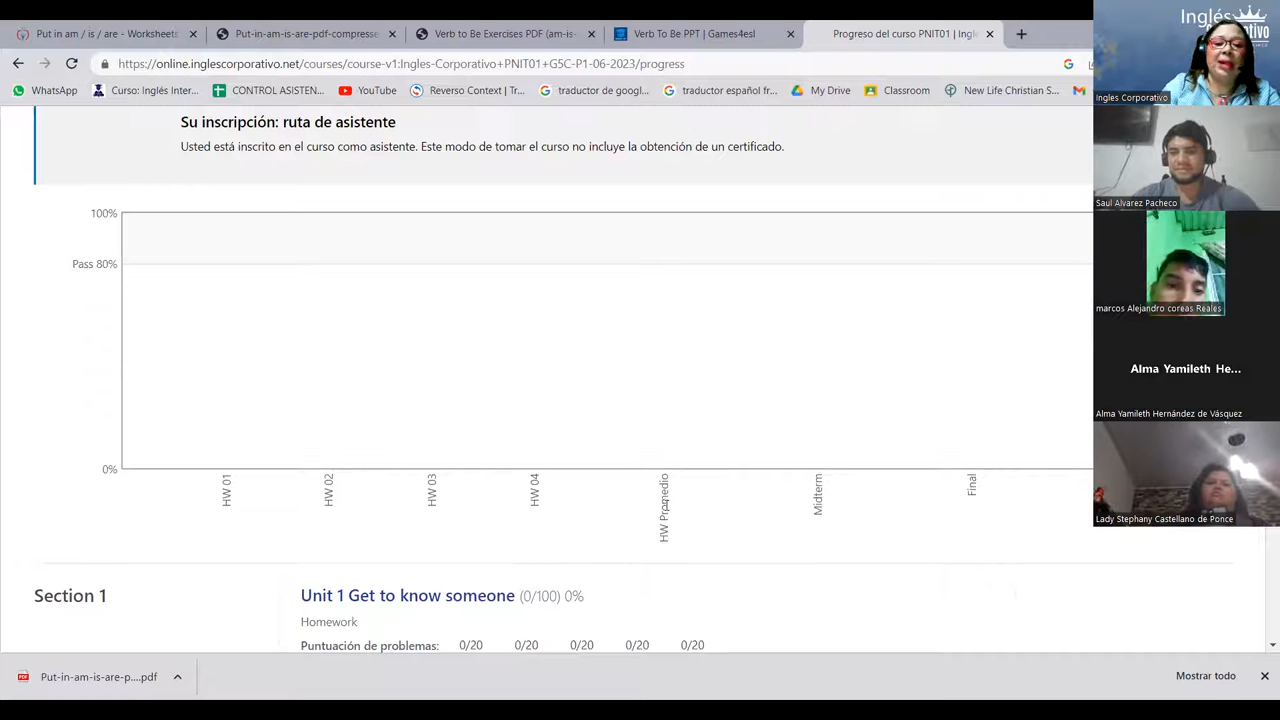 Put in am / is / are - Worksheets
Put-in-am-is-are-pdf-compresse
Verb to Be Exercises PDF (am-is-
Verb To Be PPT | Games4esl
Progreso del curso PNIT01 | Ingle
https://online.inglescorporativo.net/courses/course-v1:Ingles-Corporativo+PNIT01+G5C-P1-06-2023/progress
WhatsApp
Curso: Inglés Inter...
CONTROL ASISTEN...
YouTube
Reverso Context | Tr...
traductor de googl...
traductor español fr...
My Drive
Classroom
New Life Christian S...
Su inscripción: ruta de asistente
Usted está inscrito en el curso como asistente. Este modo de tomar el curso no incluye la obtención de un certificado.
100%
Pass 80%
0%
HW 01
HW 02
HW 03
HW 04
HW Promedio
Midterm
Final
Section 1
Unit 1 Get to know someone (0/100) 0%
Homework
Puntuación de problemas: 0/20 0/20 0/20 0/20 0/20
Put-in-am-is-are-p....pdf
Mostrar todo
Inglés
Ingles Corporativo
Saul Alvarez Pacheco
marcos Alejandro coreas Reales
Alma Yamileth He...
Alma Yamileth Hernández de Vásquez
Lady Stephany Castellano de Ponce